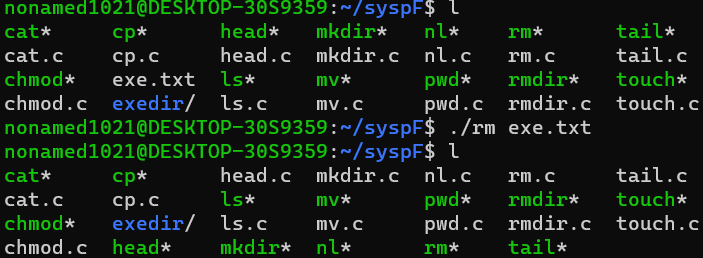 nonamed1021@DESKTOP-30S9359:~/syspF$ l
cat* cp* head* mkdir* nl* rm* tail*
cat.c cp.c head.c mkdir.c nl.c rm.c tail.c
chmod* exe.txt ls* mv* pwd* rmdir* touch*
chmod.c exedir/ ls.c mv.c pwd.c rmdir.c touch.c
nonamed1021@DESKTOP-30S9359:~/syspF$ ./rm exe.txt
nonamed1021@DESKTOP-30S9359:~/syspF$ l
cat* cp* head.c mkdir.c nl.c rm.c tail.c
cat.c cp.c ls* mv* pwd* rmdir* touch*
chmod* exedir/ ls.c mv.c pwd.c rmdir.c touch.c
chmod.c head* mkdir* nl* rm* tail*